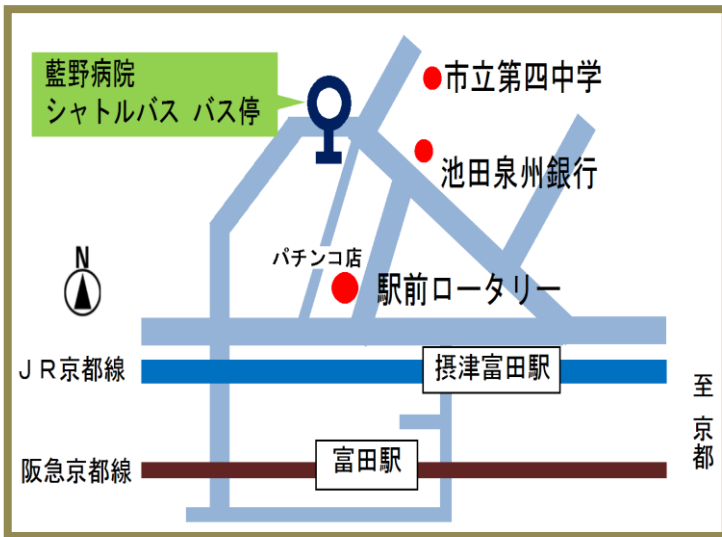 藍野病院
シャトルバス バス停
市立第四中学
池田泉州銀行
N
パチンコ店
駅前ロータリー
JR京都線
摂津富田駅
至京都
阪急京都線
富田駅